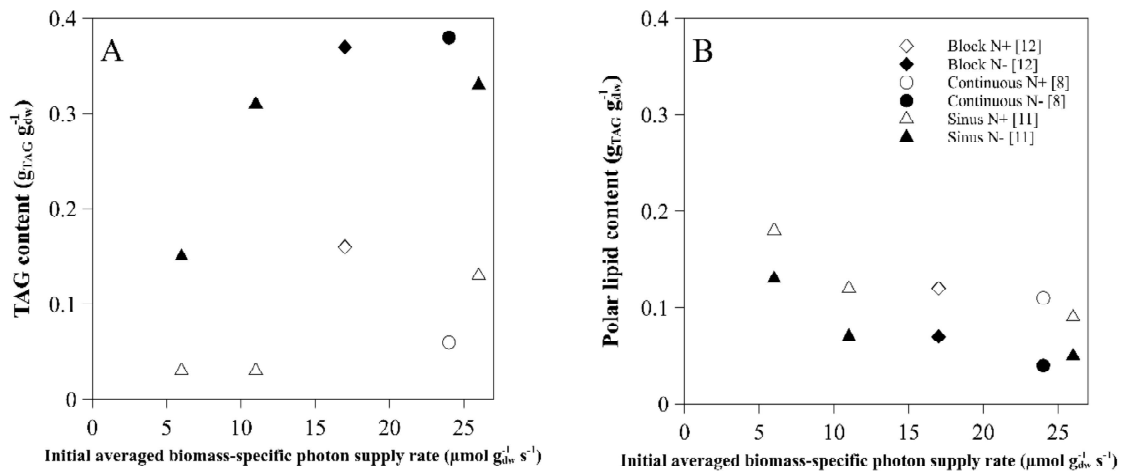 A
0.4
0.3
0.2
0.1
0
TAG content (gTAG gdw⁻¹)
0 5 10 15 20 25
Initial averaged biomass-specific photon supply rate (μmol gdw⁻¹ s⁻¹)
B
0.4
0.3
0.2
0.1
0
Polar lipid content (gTAG gdw⁻¹)
Block N+ [12]
Block N- [12]
Continuous N+ [8]
Continuous N- [8]
Sinus N+ [11]
Sinus N- [11]
0 5 10 15 20 25
Initial averaged biomass-specific photon supply rate (μmol gdw⁻¹ s⁻¹)